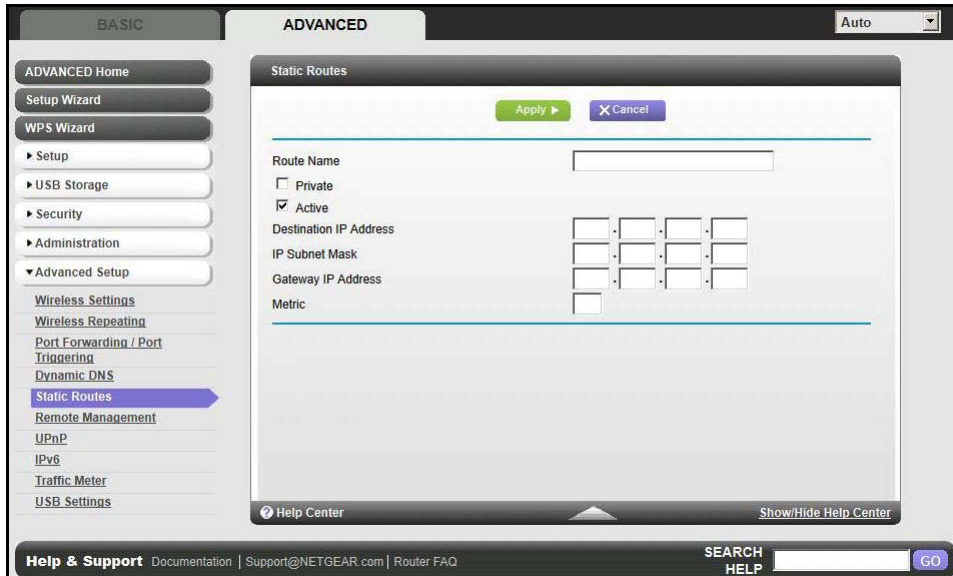 BASIC
ADVANCED
Auto
ADVANCED Home
Setup Wizard
WPS Wizard
Setup
USB Storage
Security
Administration
Advanced Setup
Wireless Settings
Wireless Repeating
Port Forwarding / Port
Triggering
Dynamic DNS
Static Routes
Remote Management
UPnP
IPv6
Traffic Meter
USB Settings
Static Routes
Apply
X Cancel
Route Name
Private
Active
Destination IP Address
. . .
IP Subnet Mask
. . .
Gateway IP Address
. . .
Metric
? Help Center
Show/Hide Help Center
Help & Support Documentation | Support@NETGEAR.com | Router FAQ
SEARCH
HELP
GO